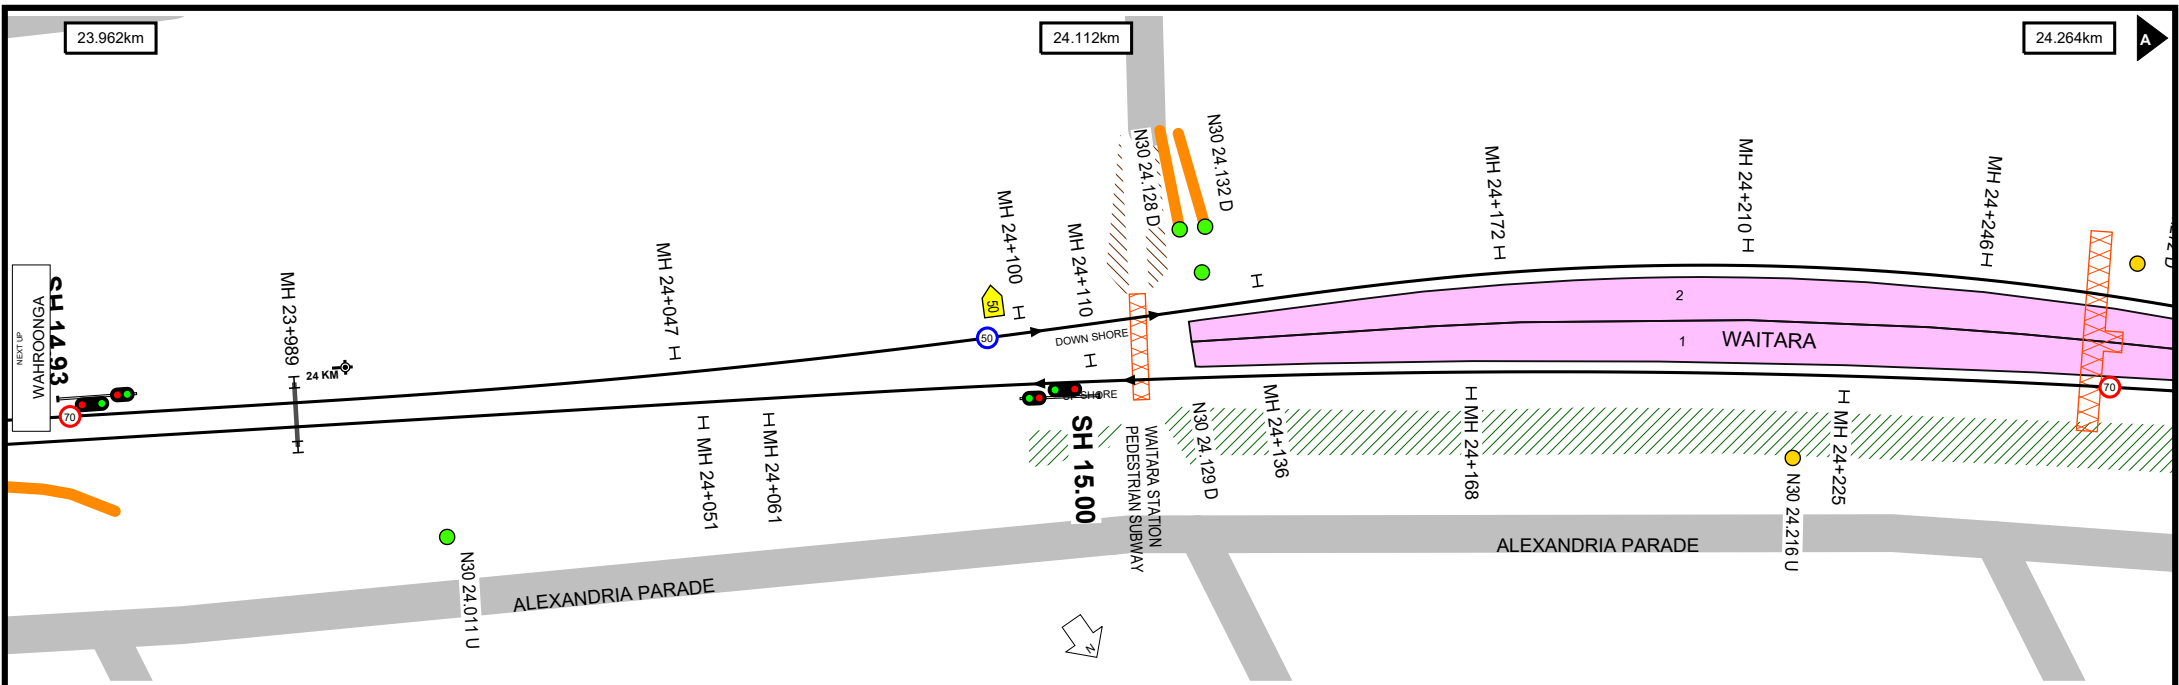 23.962km
24.112km
24.264km
A
N30 24.128 D
N30 24.132 D
MH 24+172
MH 24+210
MH 24+246
MH 24+100
MH 24+110
MH 24+047
MH 23+989
NEXT UP
WAHROONGA
SH 14.93
24 KM
70
50
50
DOWN SHORE
UP SHORE
2
1
WAITARA
70
SH 15.00
WAITARA STATION
PEDESTRIAN SUBWAY
N30 24.129 D
MH 24+136
MH 24+168
MH 24+225
MH 24+051
MH 24+061
N30 24.011 U
N30 24.216 U
ALEXANDRIA PARADE
ALEXANDRIA PARADE
N